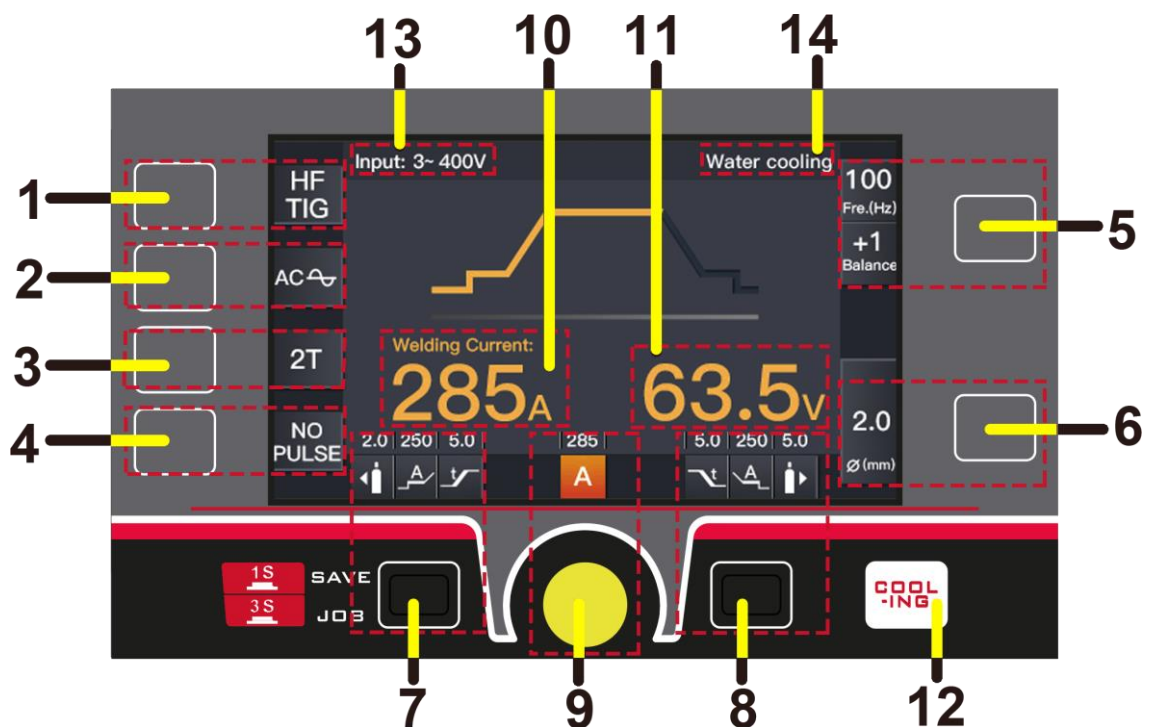 13
10
11
14
Input: 3~ 400V
Water cooling
1
HF
TIG
100
Fre.(Hz)
+1
Balance
5
2
AC
3
2T
Welding Current:
285A
63.5V
4
NO
PULSE
2.0 250 5.0
285
5.0 250 5.0
2.0
Ø (mm)
6
A t
A
t A
1S SAVE
3S JOB
COOL
-ING
7
9
8
12